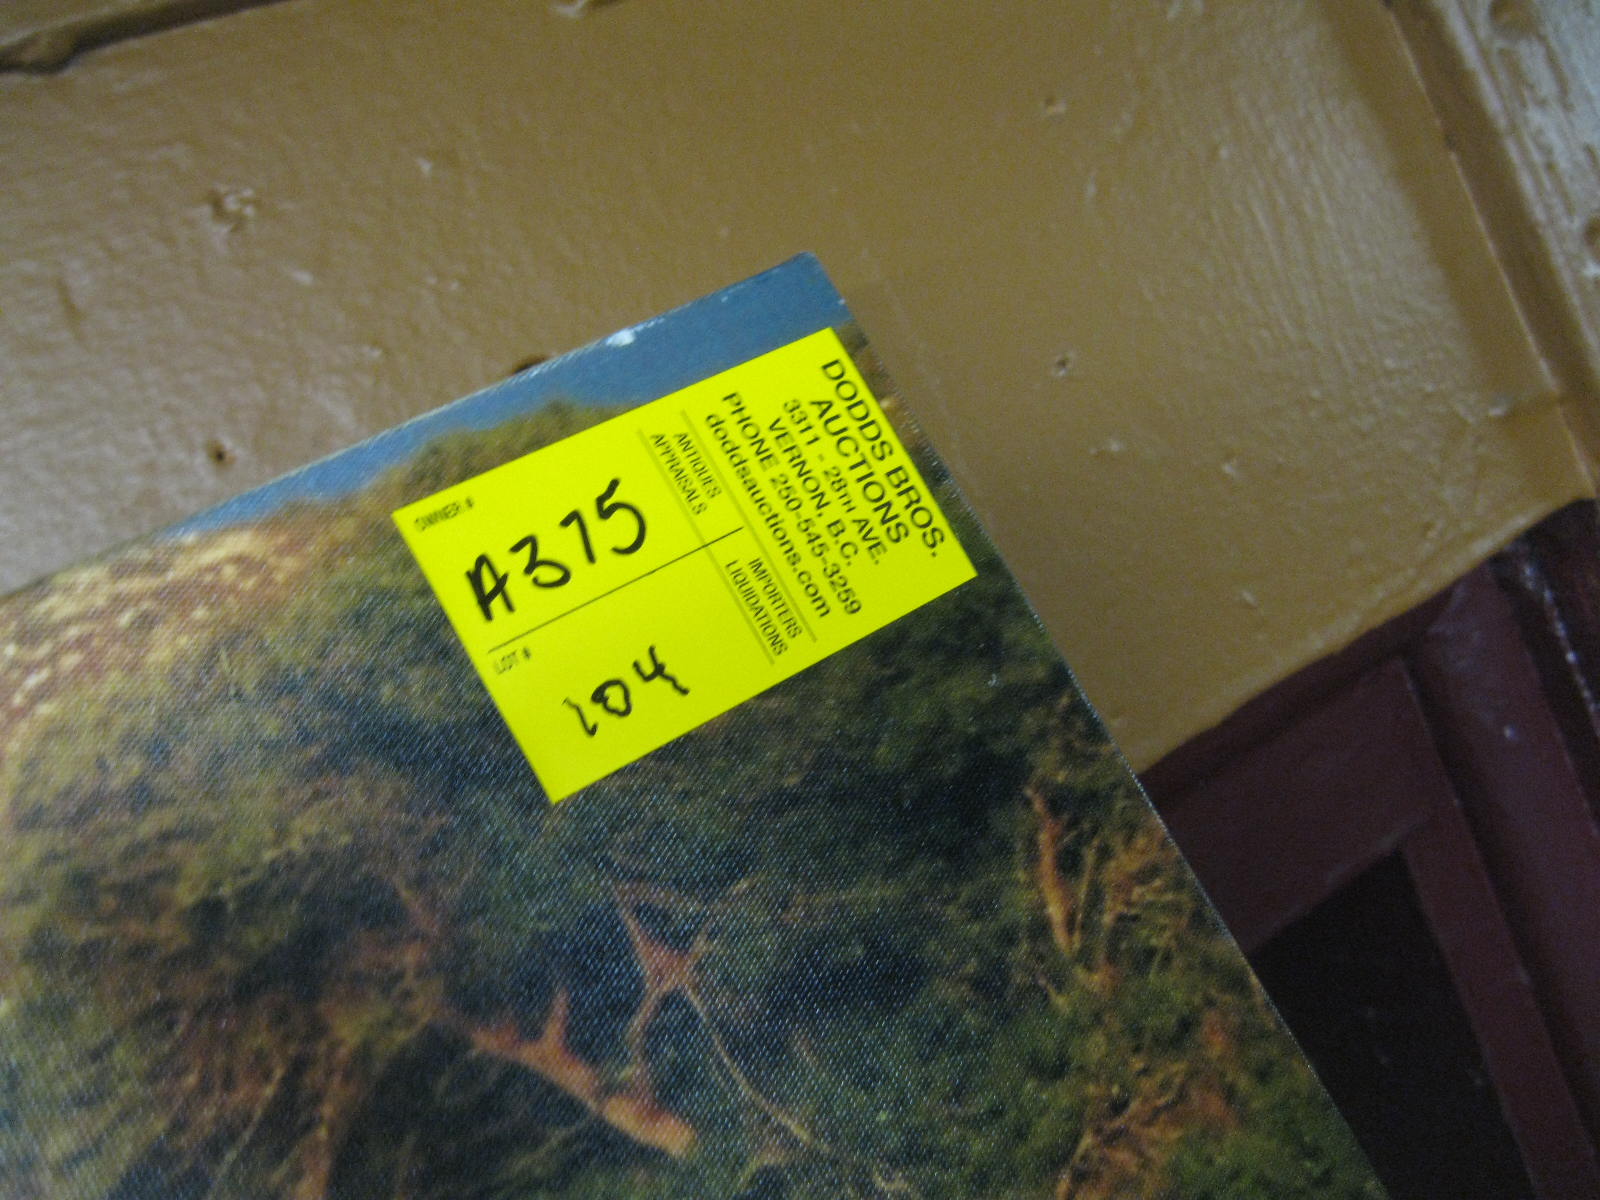 DODDS BROS.
AUCTIONS
3311 - 28TH AVE.
VERNON, B.C.
PHONE 250-545-3259
doddsauctions.com
ANTIQUES
APPRAISALS
IMPORTERS
LIQUIDATIONS
OWNER #
A375
LOT #
104